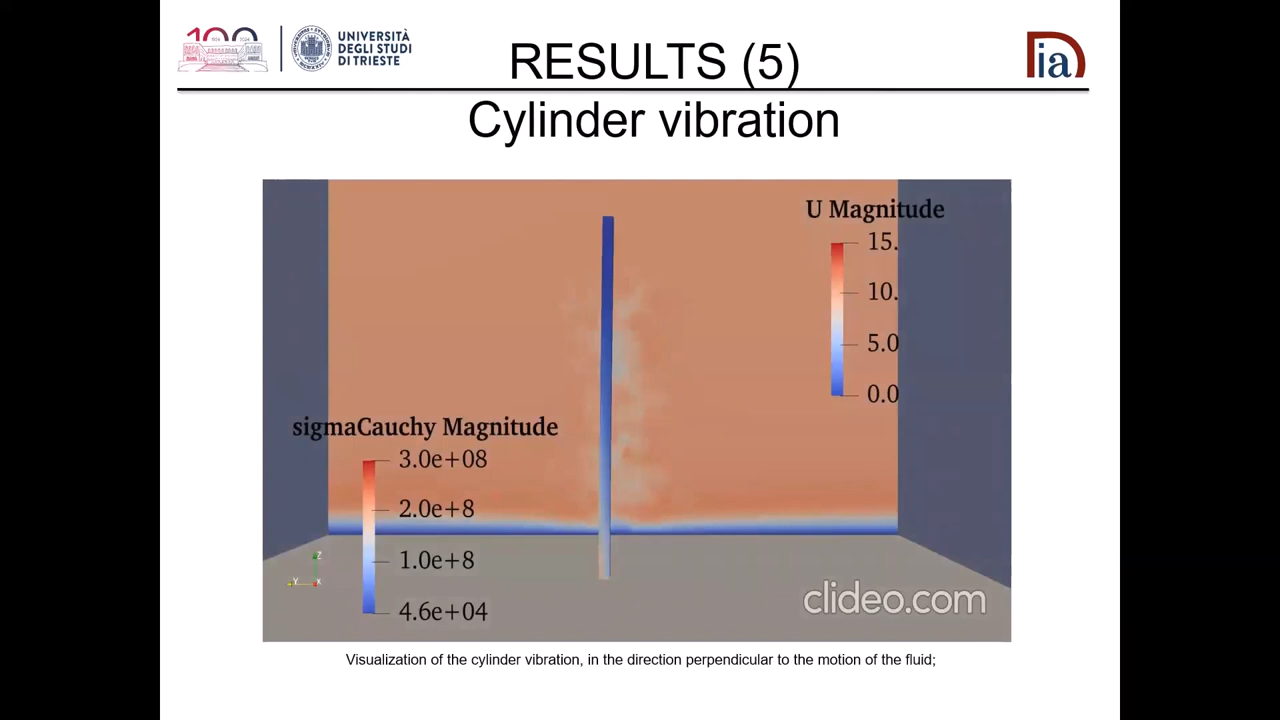 UNIVERSITÀ
DEGLI STUDI
DI TRIESTE
RESULTS (5)
Cylinder vibration
ia
U Magnitude
15.
10.
5.0
0.0
sigmaCauchy Magnitude
3.0e+08
2.0e+8
1.0e+8
4.6e+04
Z
Y
X
clideo.com
Visualization of the cylinder vibration, in the direction perpendicular to the motion of the fluid;